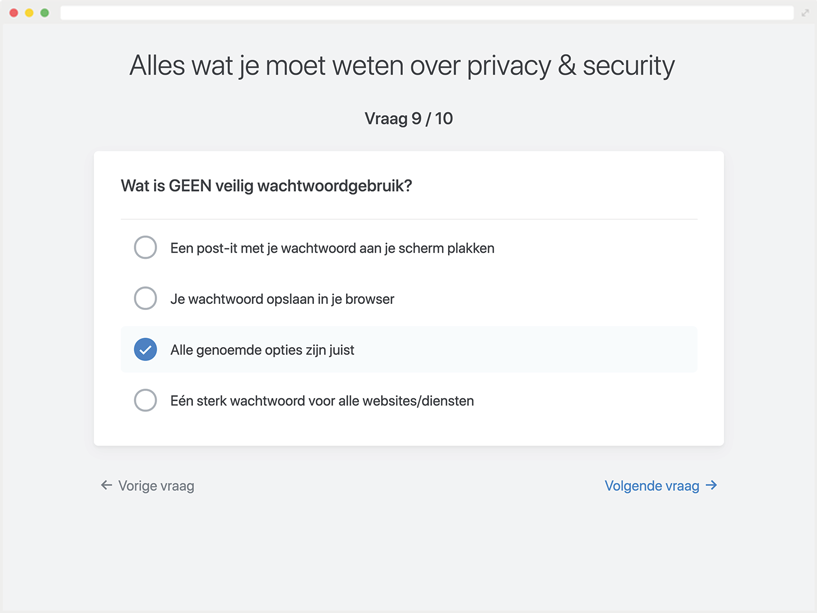 Alles wat je moet weten over privacy & security
Vraag 9 / 10
Wat is GEEN veilig wachtwoordgebruik?
Een post-it met je wachtwoord aan je scherm plakken
Je wachtwoord opslaan in je browser
Alle genoemde opties zijn juist
Eén sterk wachtwoord voor alle websites/diensten
← Vorige vraag
Volgende vraag →